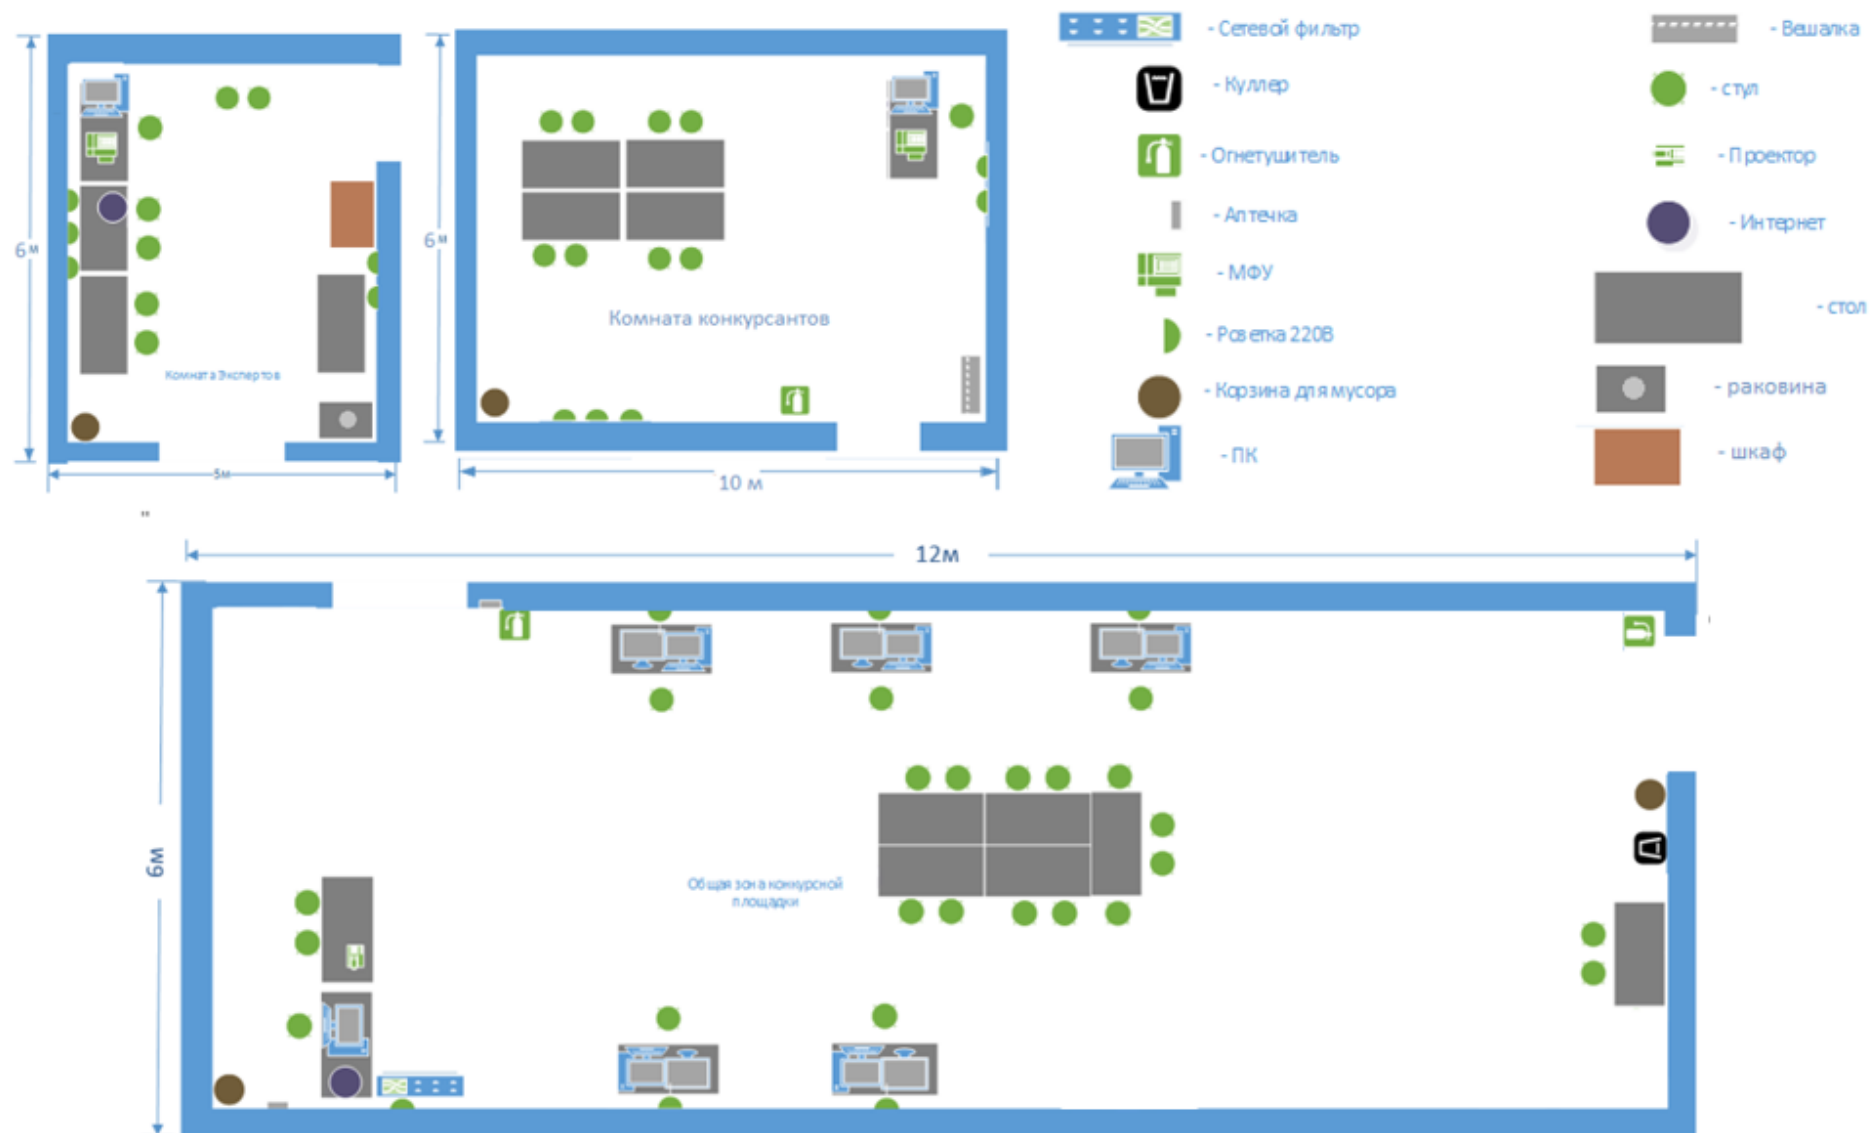 6м
Комната Экспертов
5м
6м
Комната конкурсантов
10 м
- Сетевой фильтр
- Куллер
- Огнетушитель
- Аптечка
- МФУ
- Розетка 220В
- Корзина для мусора
- ПК
- Вешалка
- стул
- Проектор
- Интернет
- стол
- раковина
- шкаф
"
12м
6м
Общая зона конкурсной
площадки